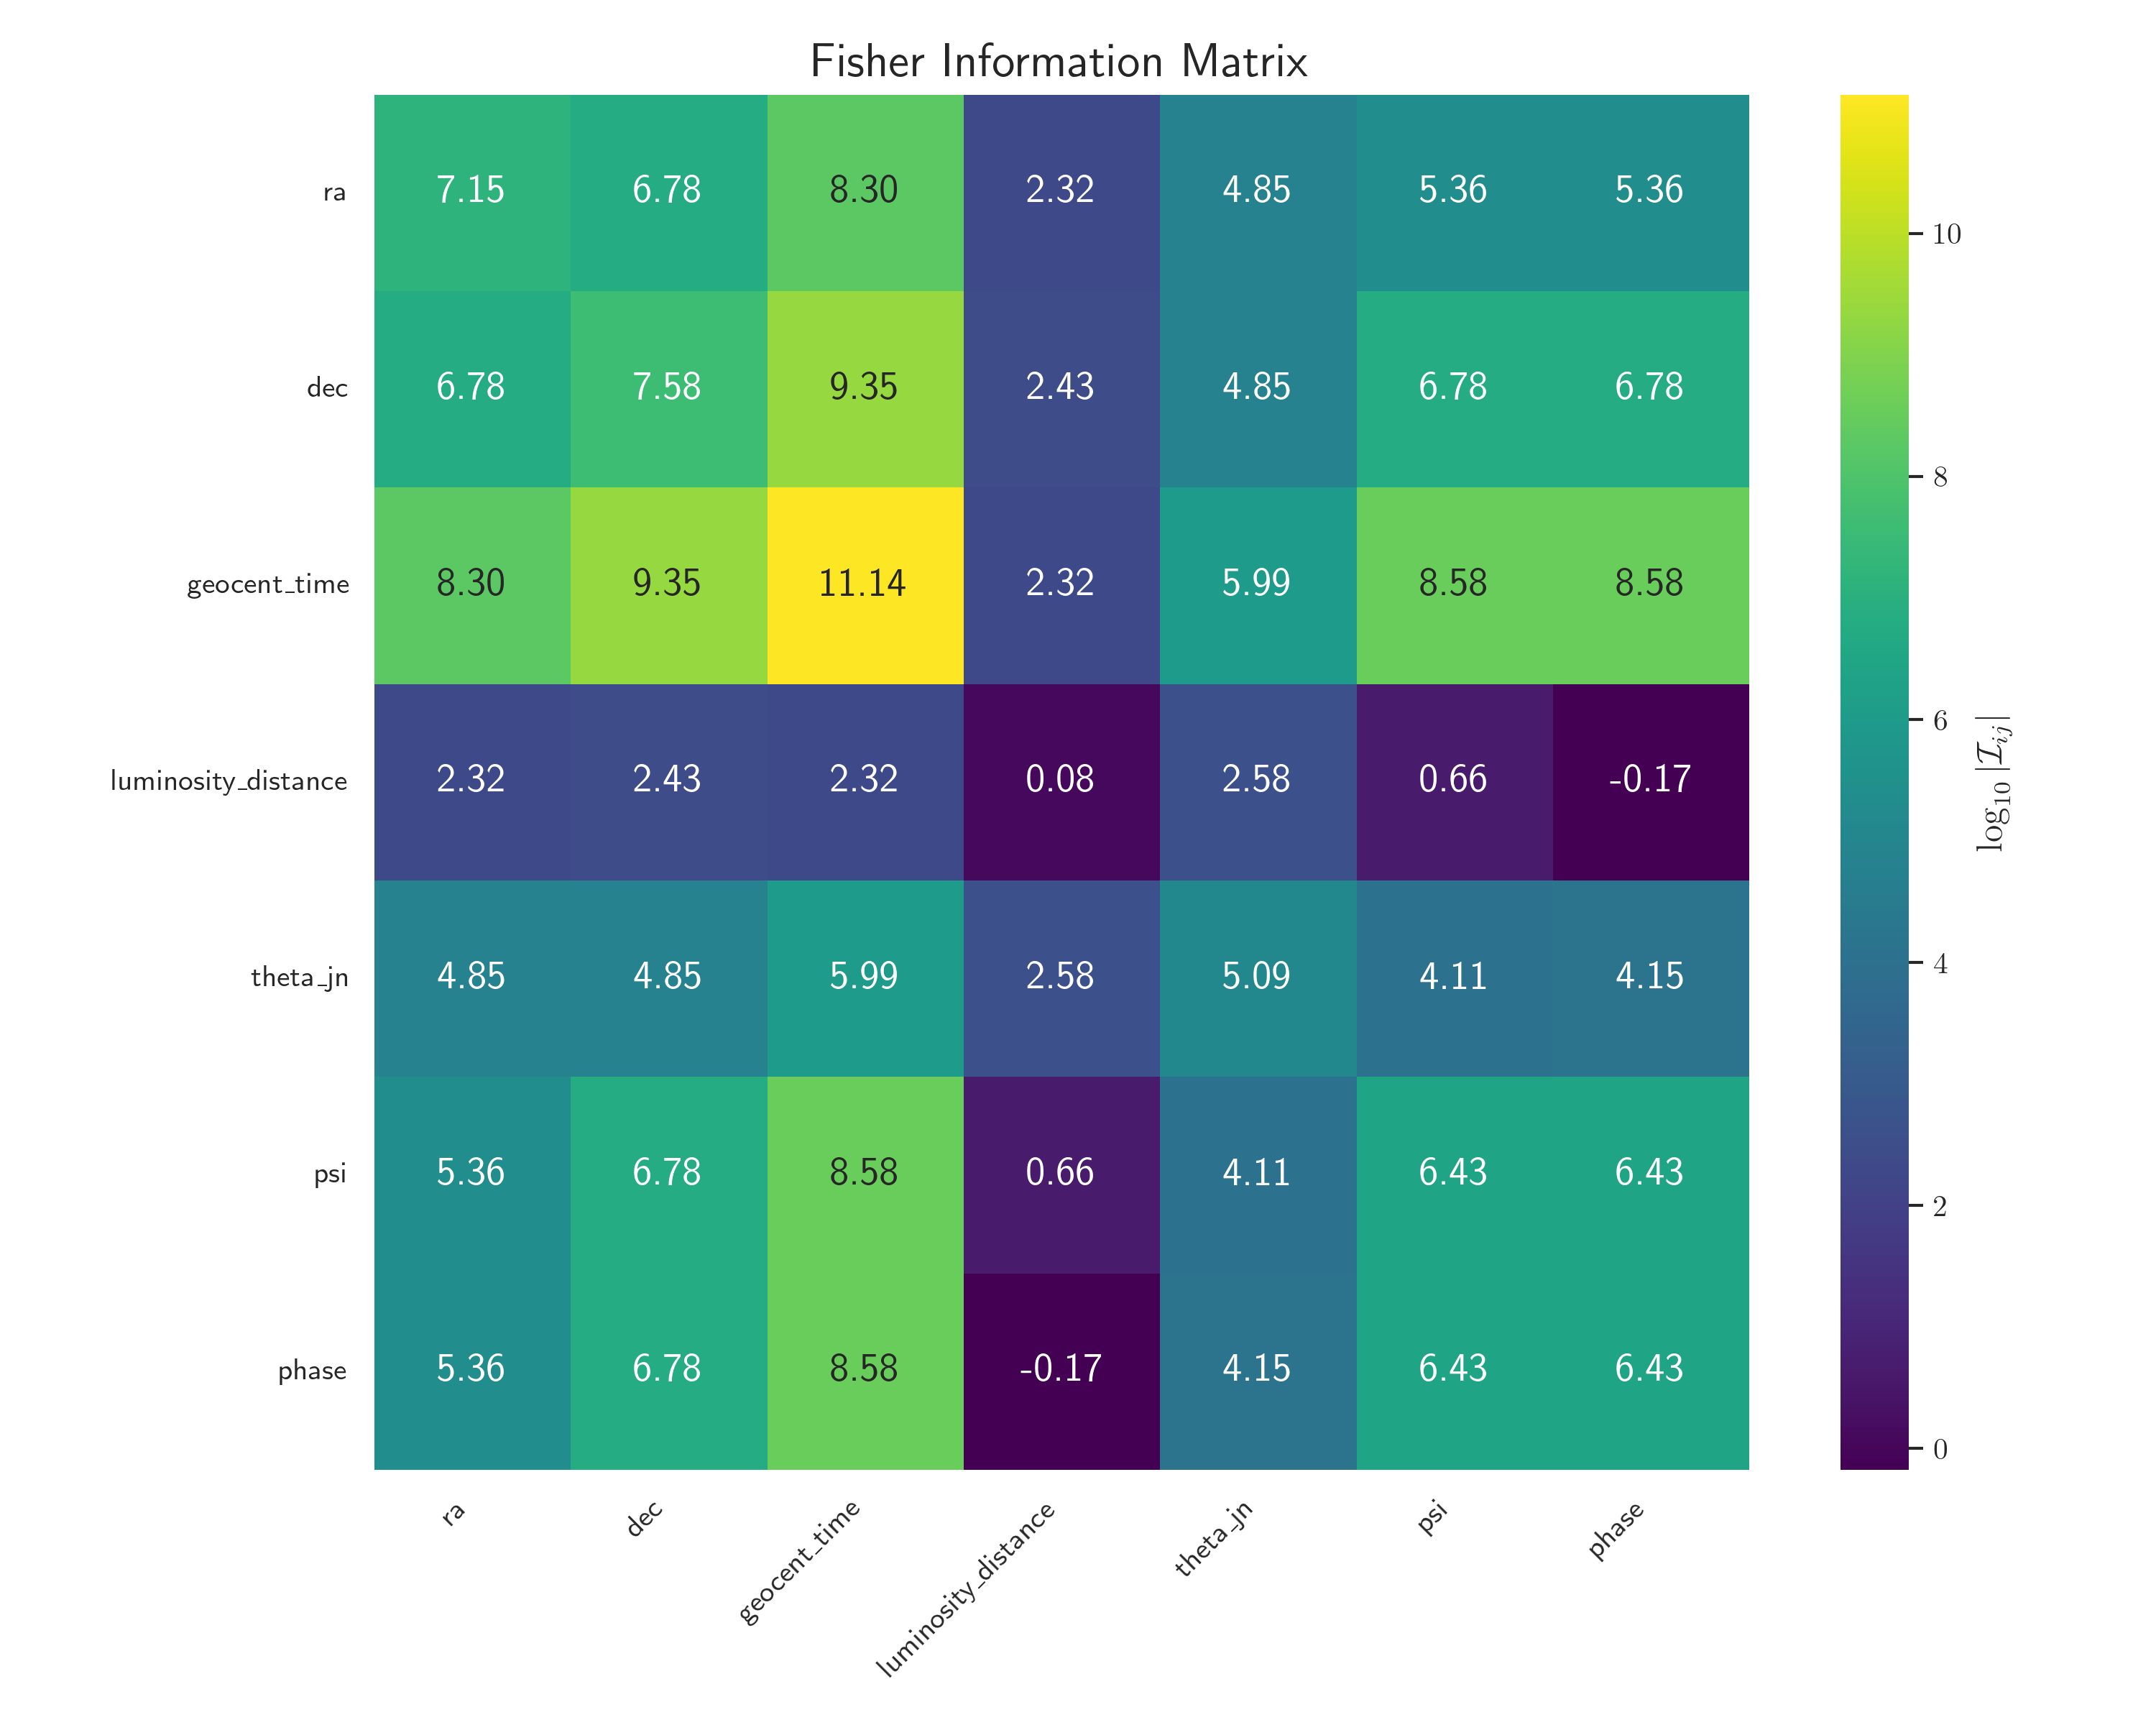 Fisher Information Matrix
ra 7.15 6.78 8.30 2.32 4.85 5.36 5.36
dec 6.78 7.58 9.35 2.43 4.85 6.78 6.78
geocent_time 8.30 9.35 11.14 2.32 5.99 8.58 8.58
luminosity_distance 2.32 2.43 2.32 0.08 2.58 0.66 -0.17
theta_jn 4.85 4.85 5.99 2.58 5.09 4.11 4.15
psi 5.36 6.78 8.58 0.66 4.11 6.43 6.43
phase 5.36 6.78 8.58 -0.17 4.15 6.43 6.43
ra dec geocent_time luminosity_distance theta_jn psi phase
10
8
6
4
2
0
log₁₀ |ℐᵢⱼ|